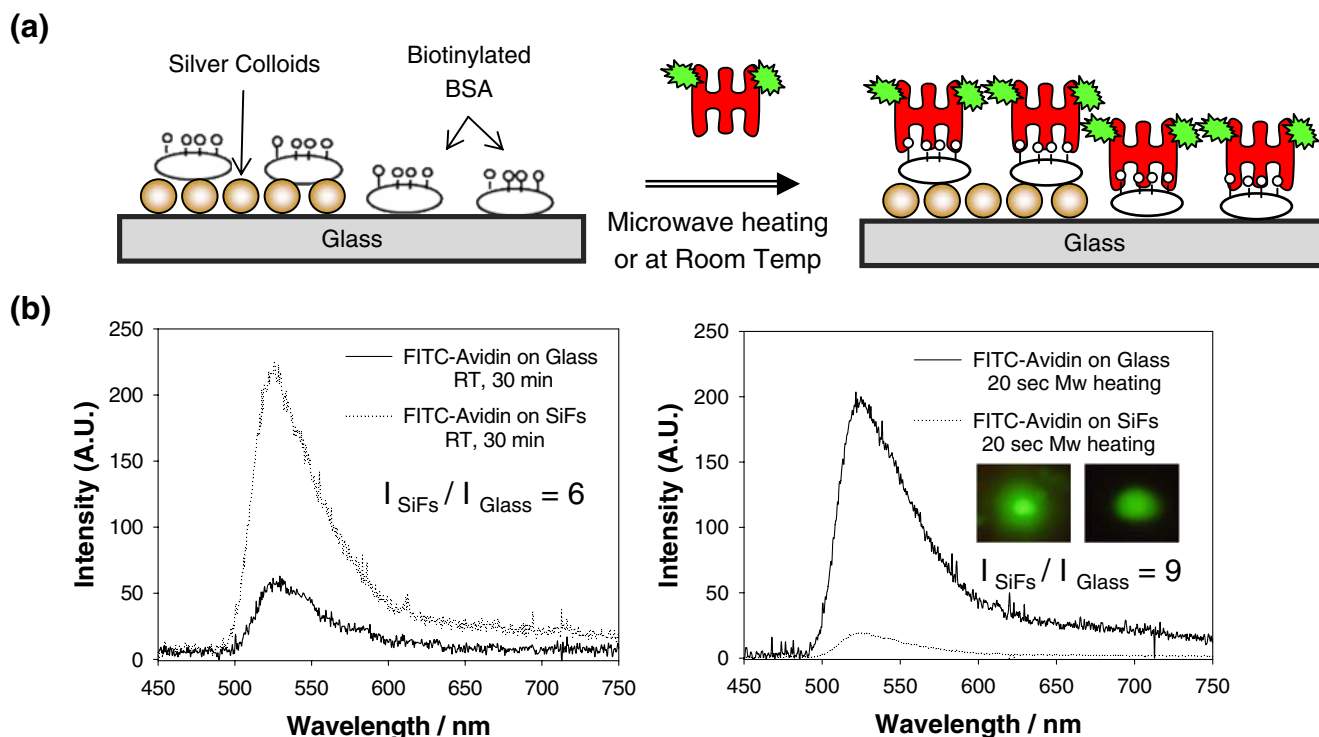 (a)
Silver Colloids
Biotinylated
BSA
Glass
Microwave heating
or at Room Temp
Glass
(b)
250
200
150
100
50
0
450 500 550 600 650 700 750
Intensity (A.U.)
Wavelength / nm
FITC-Avidin on Glass
RT, 30 min
FITC-Avidin on SiFs
RT, 30 min
I SiFs / I Glass = 6
250
200
150
100
50
0
450 500 550 600 650 700 750
Intensity (A.U.)
Wavelength / nm
FITC-Avidin on Glass
20 sec Mw heating
FITC-Avidin on SiFs
20 sec Mw heating
I SiFs / I Glass = 9